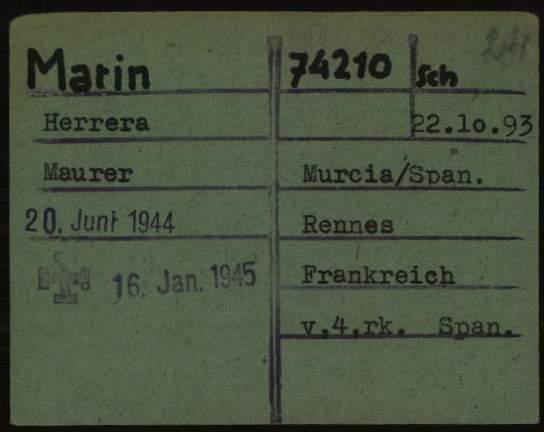 Marin 74210 Sch
Herrera 22.10.93
Maurer Murcia/Span.
20. Juni 1944 Rennes
16. Jan. 1945 Frankreich
v,4,rk. Span.